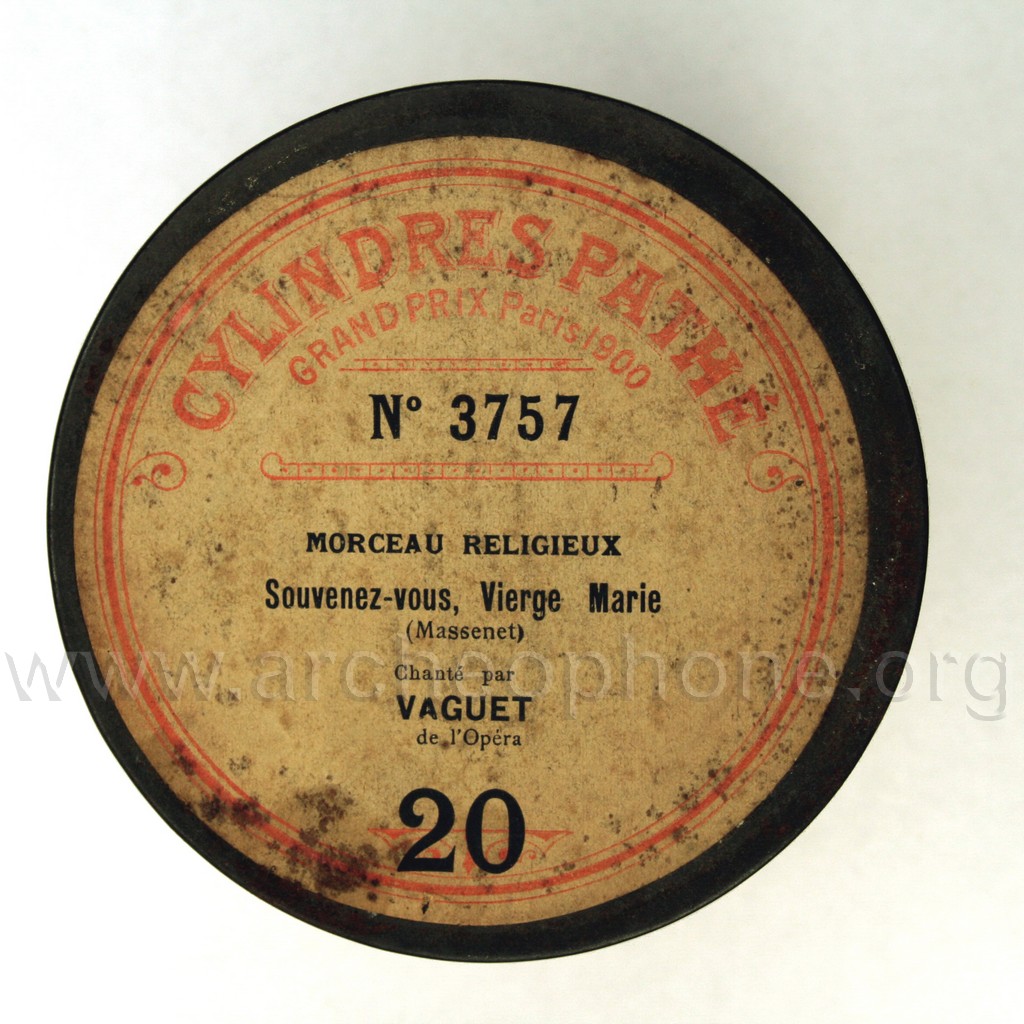 CYLINDRES PATHÉ
GRAND PRIX Paris 1900
N° 3757
MORCEAU RELIGIEUX
Souvenez-vous, Vierge Marie
(Massenet)
www.archeophone.org
Chanté par
VAGUET
de l'Opéra
20